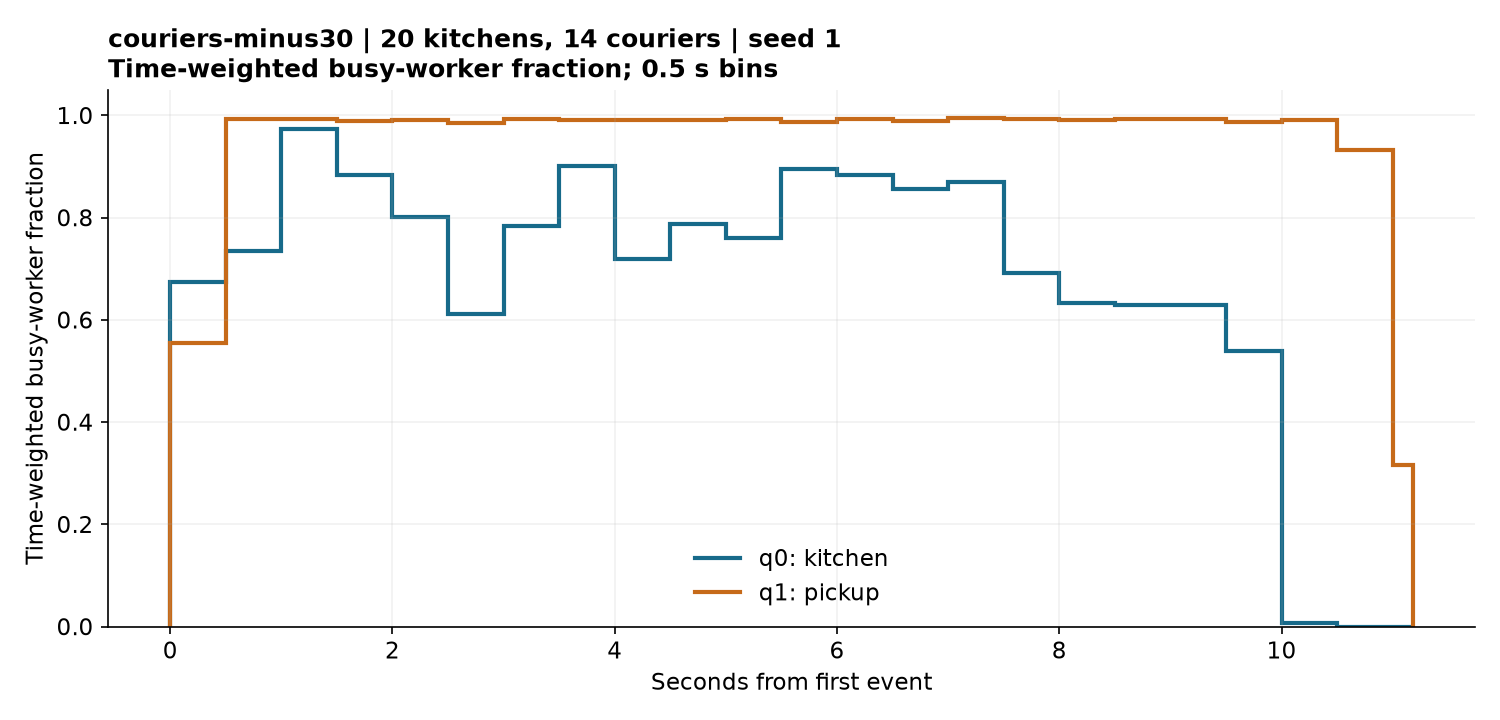 couriers-minus30 | 20 kitchens, 14 couriers | seed 1
Time-weighted busy-worker fraction; 0.5 s bins
Time-weighted busy-worker fraction
1.0
0.8
0.6
0.4
0.2
0.0
q0: kitchen
q1: pickup
0 2 4 6 8 10
Seconds from first event